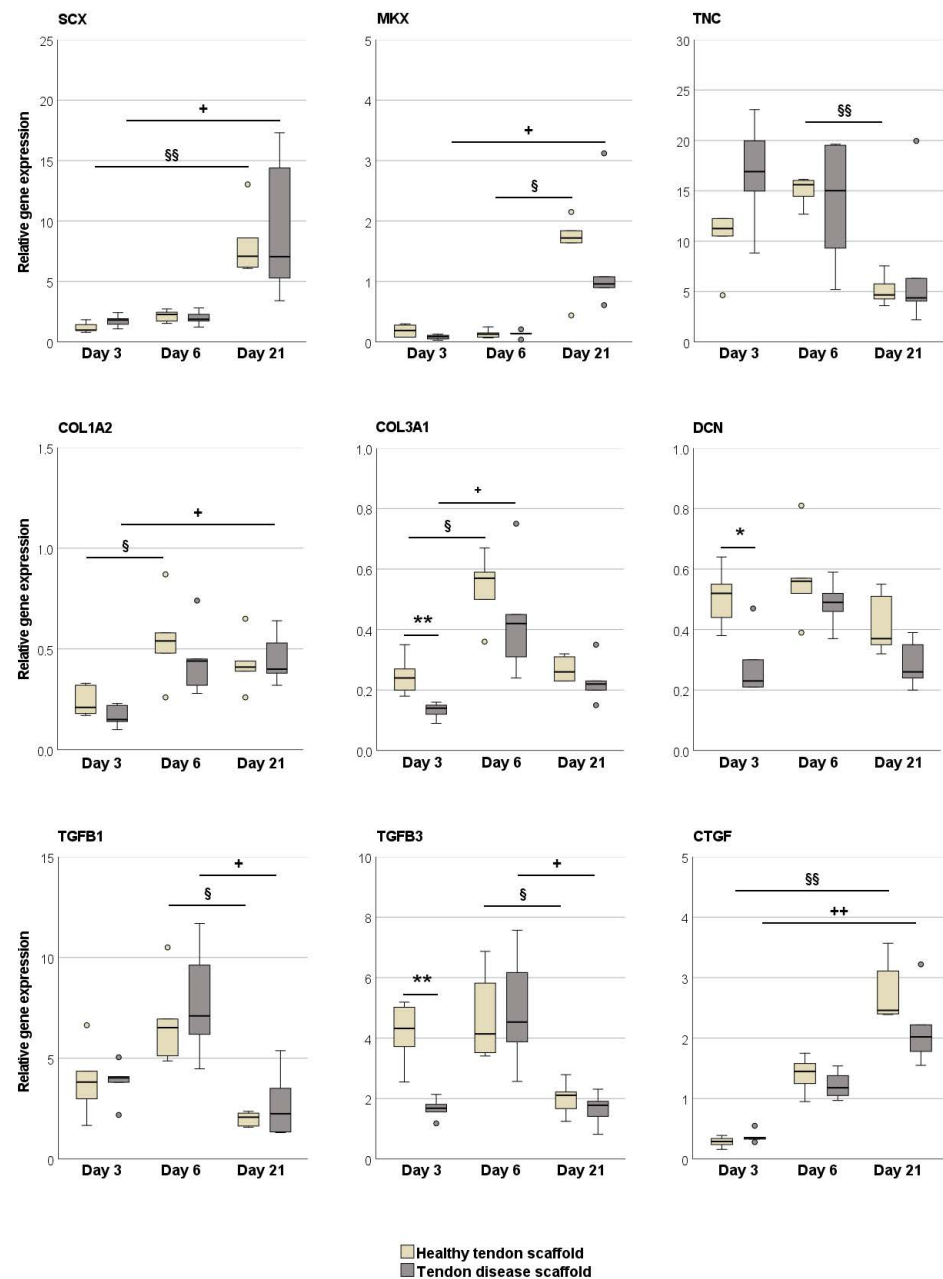 SCX
MKX
TNC
Relative gene expression
25
20
15
10
5
0
+
§§
Day 3
Day 6
Day 21
5
4
3
2
1
0
+
§
Day 3
Day 6
Day 21
30
25
20
15
10
5
0
§§
Day 3
Day 6
Day 21
COL1A2
COL3A1
DCN
Relative gene expression
1.5
1.0
0.5
0.0
+
§
Day 3
Day 6
Day 21
1.0
0.8
0.6
0.4
0.2
0.0
+
§
**
Day 3
Day 6
Day 21
1.0
0.8
0.6
0.4
0.2
0.0
*
Day 3
Day 6
Day 21
TGFB1
TGFB3
CTGF
Relative gene expression
15
10
5
0
+
§
Day 3
Day 6
Day 21
10
8
6
4
2
0
+
§
**
Day 3
Day 6
Day 21
5
4
3
2
1
0
§§
++
Day 3
Day 6
Day 21
Healthy tendon scaffold
Tendon disease scaffold